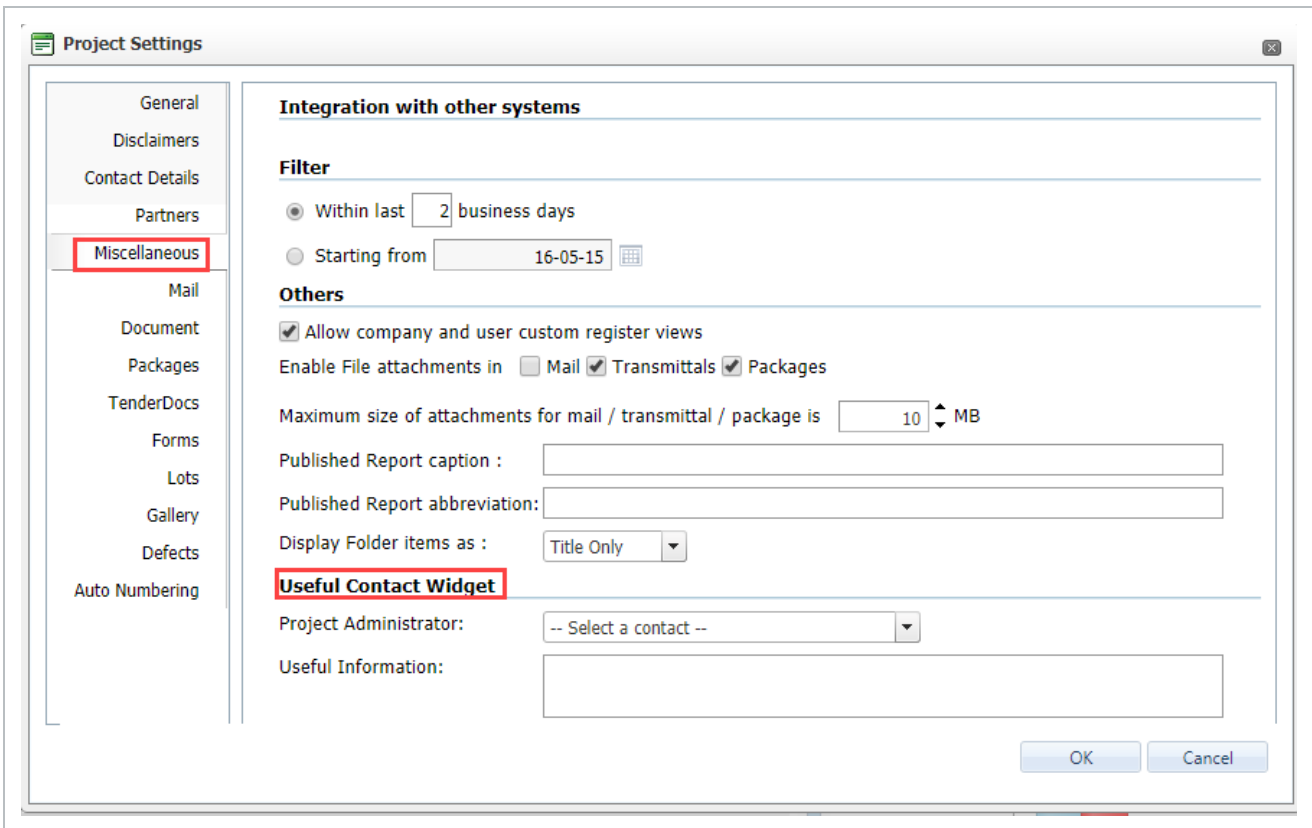 Project Settings
General
Disclaimers
Contact Details
Partners
Miscellaneous
Mail
Document
Packages
TenderDocs
Forms
Lots
Gallery
Defects
Auto Numbering
Integration with other systems
Filter
Within last 2 business days
Starting from 16-05-15
Others
Allow company and user custom register views
Enable File attachments in Mail Transmittals Packages
Maximum size of attachments for mail / transmittal / package is 10 MB
Published Report caption :
Published Report abbreviation:
Display Folder items as : Title Only
Useful Contact Widget
Project Administrator: -- Select a contact --
Useful Information:
OK Cancel